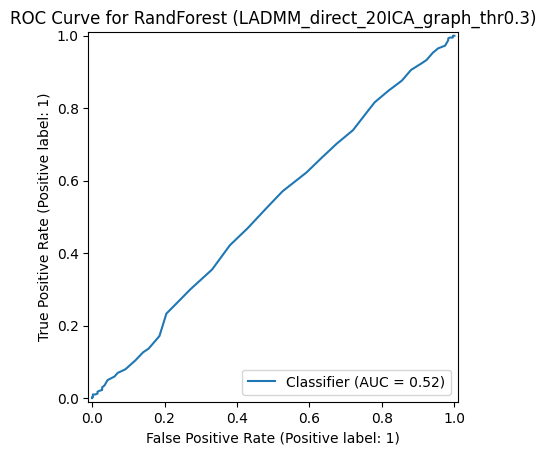 ROC Curve for RandForest (LADMM_direct_20ICA_graph_thr0.3)
1.0
0.8
0.6
0.4
0.2
0.0
True Positive Rate (Positive label: 1)
Classifier (AUC = 0.52)
0.0 0.2 0.4 0.6 0.8 1.0
False Positive Rate (Positive label: 1)